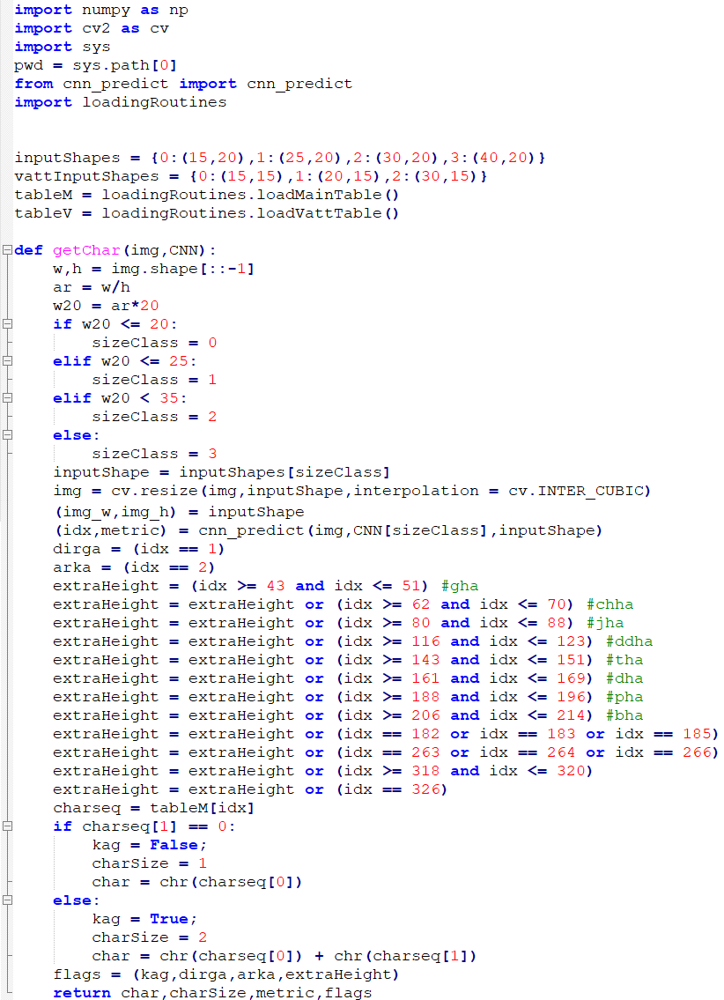 import numpy as np
import cv2 as cv
import sys
pwd = sys.path[0]
from cnn_predict import cnn_predict
import loadingRoutines
inputShapes = {0:(15,20),1:(25,20),2:(30,20),3:(40,20)}
vattInputShapes = {0:(15,15),1:(20,15),2:(30,15)}
tableM = loadingRoutines.loadMainTable()
tableV = loadingRoutines.loadVattTable()
def getChar(img,CNN):
    w,h = img.shape[::-1]
    ar = w/h
    w20 = ar*20
    if w20 <= 20:
        sizeClass = 0
    elif w20 <= 25:
        sizeClass = 1
    elif w20 < 35:
        sizeClass = 2
    else:
        sizeClass = 3
    inputShape = inputShapes[sizeClass]
    img = cv.resize(img,inputShape,interpolation = cv.INTER_CUBIC)
    (img_w,img_h) = inputShape
    (idx,metric) = cnn_predict(img,CNN[sizeClass],inputShape)
    dirga = (idx == 1)
    arka = (idx == 2)
    extraHeight = (idx >= 43 and idx <= 51) #gha
    extraHeight = extraHeight or (idx >= 62 and idx <= 70) #chha
    extraHeight = extraHeight or (idx >= 80 and idx <= 88) #jha
    extraHeight = extraHeight or (idx >= 116 and idx <= 123) #ddha
    extraHeight = extraHeight or (idx >= 143 and idx <= 151) #tha
    extraHeight = extraHeight or (idx >= 161 and idx <= 169) #dha
    extraHeight = extraHeight or (idx >= 188 and idx <= 196) #pha
    extraHeight = extraHeight or (idx >= 206 and idx <= 214) #bha
    extraHeight = extraHeight or (idx == 182 or idx == 183 or idx == 185)
    extraHeight = extraHeight or (idx == 263 or idx == 264 or idx == 266)
    extraHeight = extraHeight or (idx >= 318 and idx <= 320)
    extraHeight = extraHeight or (idx == 326)
    charseq = tableM[idx]
    if charseq[1] == 0:
        kag = False;
        charSize = 1
        char = chr(charseq[0])
    else:
        kag = True;
        charSize = 2
        char = chr(charseq[0]) + chr(charseq[1])
    flags = (kag,dirga,arka,extraHeight)
    return char,charSize,metric,flags